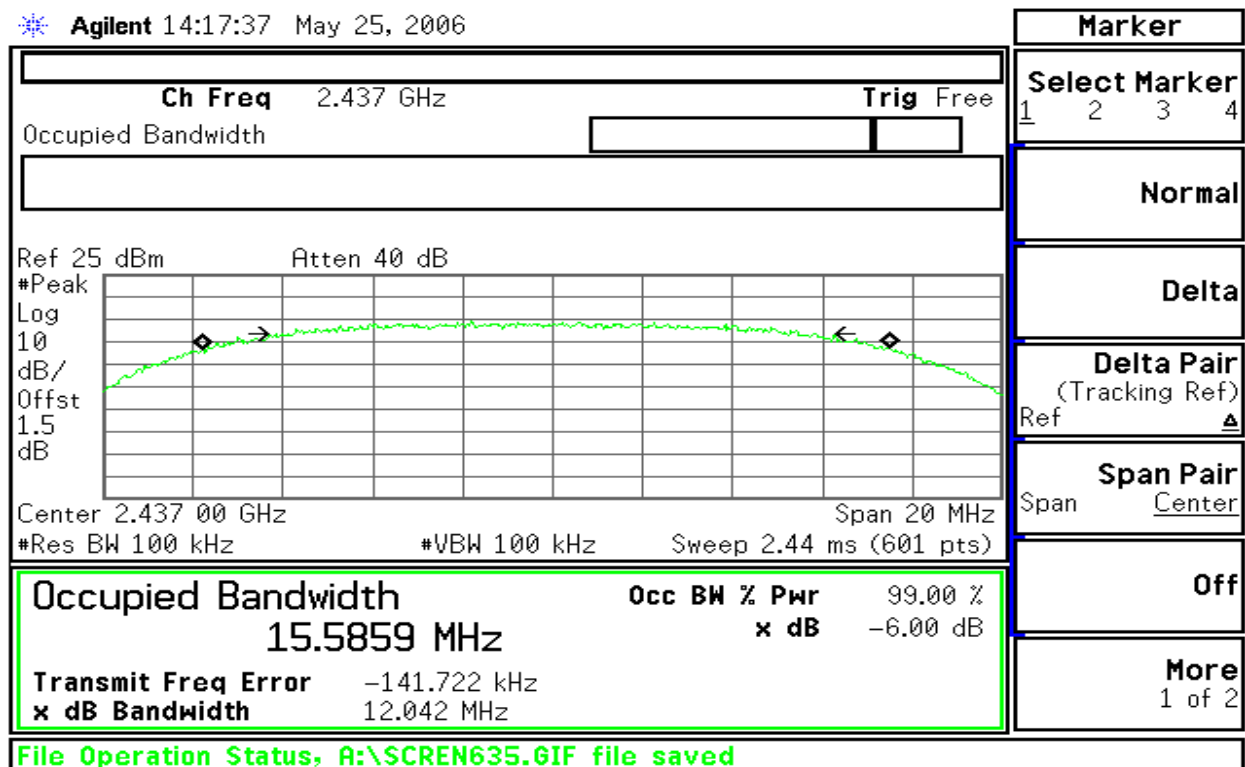 Agilent 14:17:37 May 25, 2006
Ch Freq 2.437 GHz Trig Free
Occupied Bandwidth
Ref 25 dBm Atten 40 dB
#Peak
Log
10
dB/
Offst
1.5
dB
Center 2.437 00 GHz Span 20 MHz
#Res BW 100 kHz #VBW 100 kHz Sweep 2.44 ms (601 pts)
Occupied Bandwidth
15.5859 MHz
Occ BW % Pwr 99.00 %
x dB -6.00 dB
Transmit Freq Error -141.722 kHz
x dB Bandwidth 12.042 MHz
File Operation Status, A:\SCREN635.GIF file saved
Marker
Select Marker
1 2 3 4
Normal
Delta
Delta Pair
(Tracking Ref)
Ref Δ
Span Pair
Span Center
Off
More
1 of 2